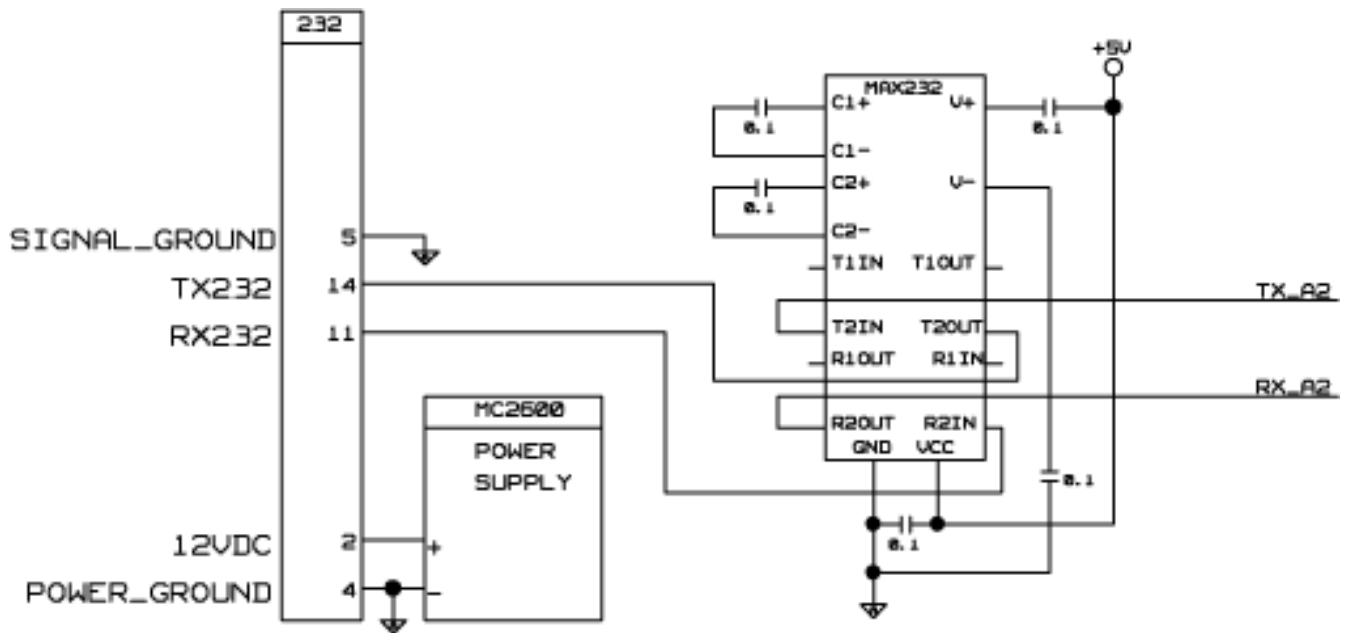 232
+5V
MAX232
C1+ V+
0.1
0.1
C1-
C2+ V-
0.1
C2-
SIGNAL_GROUND 5
T1IN T1OUT
TX232 14
TX_A2
T2IN T2OUT
RX232 11
R1OUT R1IN
RX_A2
MC2600
R2OUT R2IN
GND VCC
POWER
SUPPLY
0.1
0.1
12VDC 2 +
POWER_GROUND 4 -